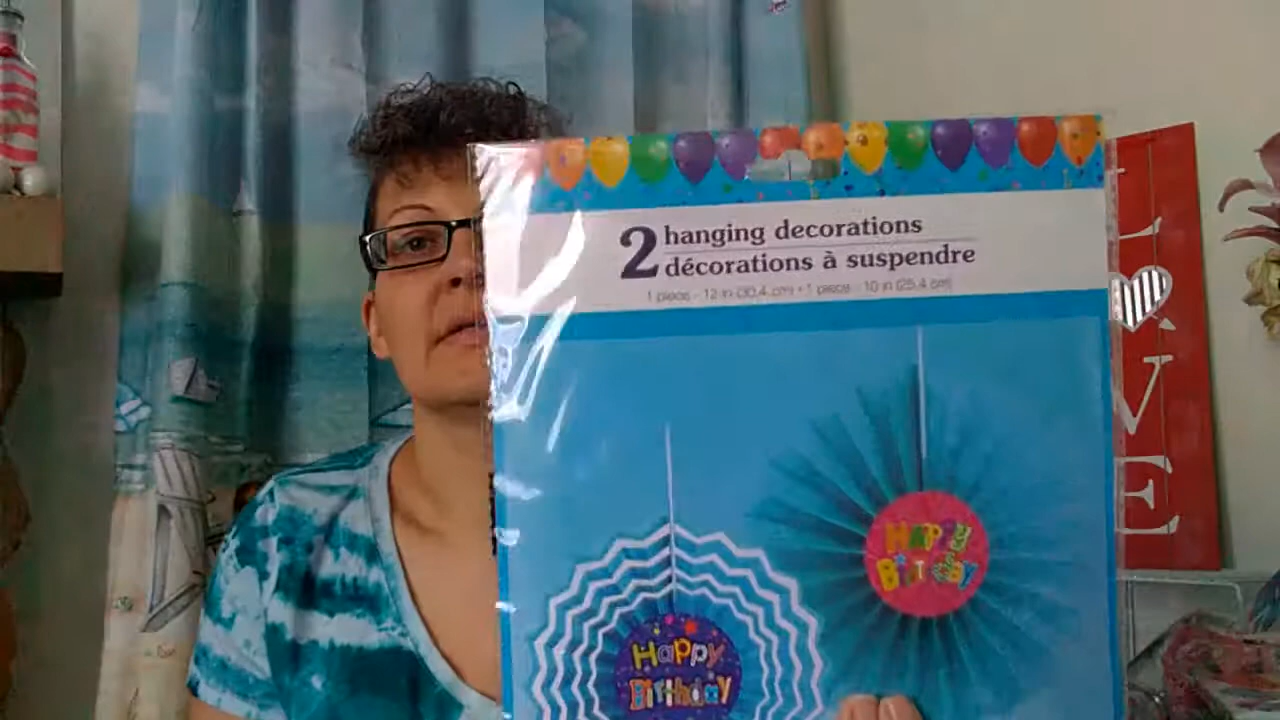 2 hanging decorations
décorations à suspendre
1 piece - 12 in (30,4 cm) • 1 piece - 10 in (25,4 cm)
Happy
Birthday
Happy
Birthday
L
VE